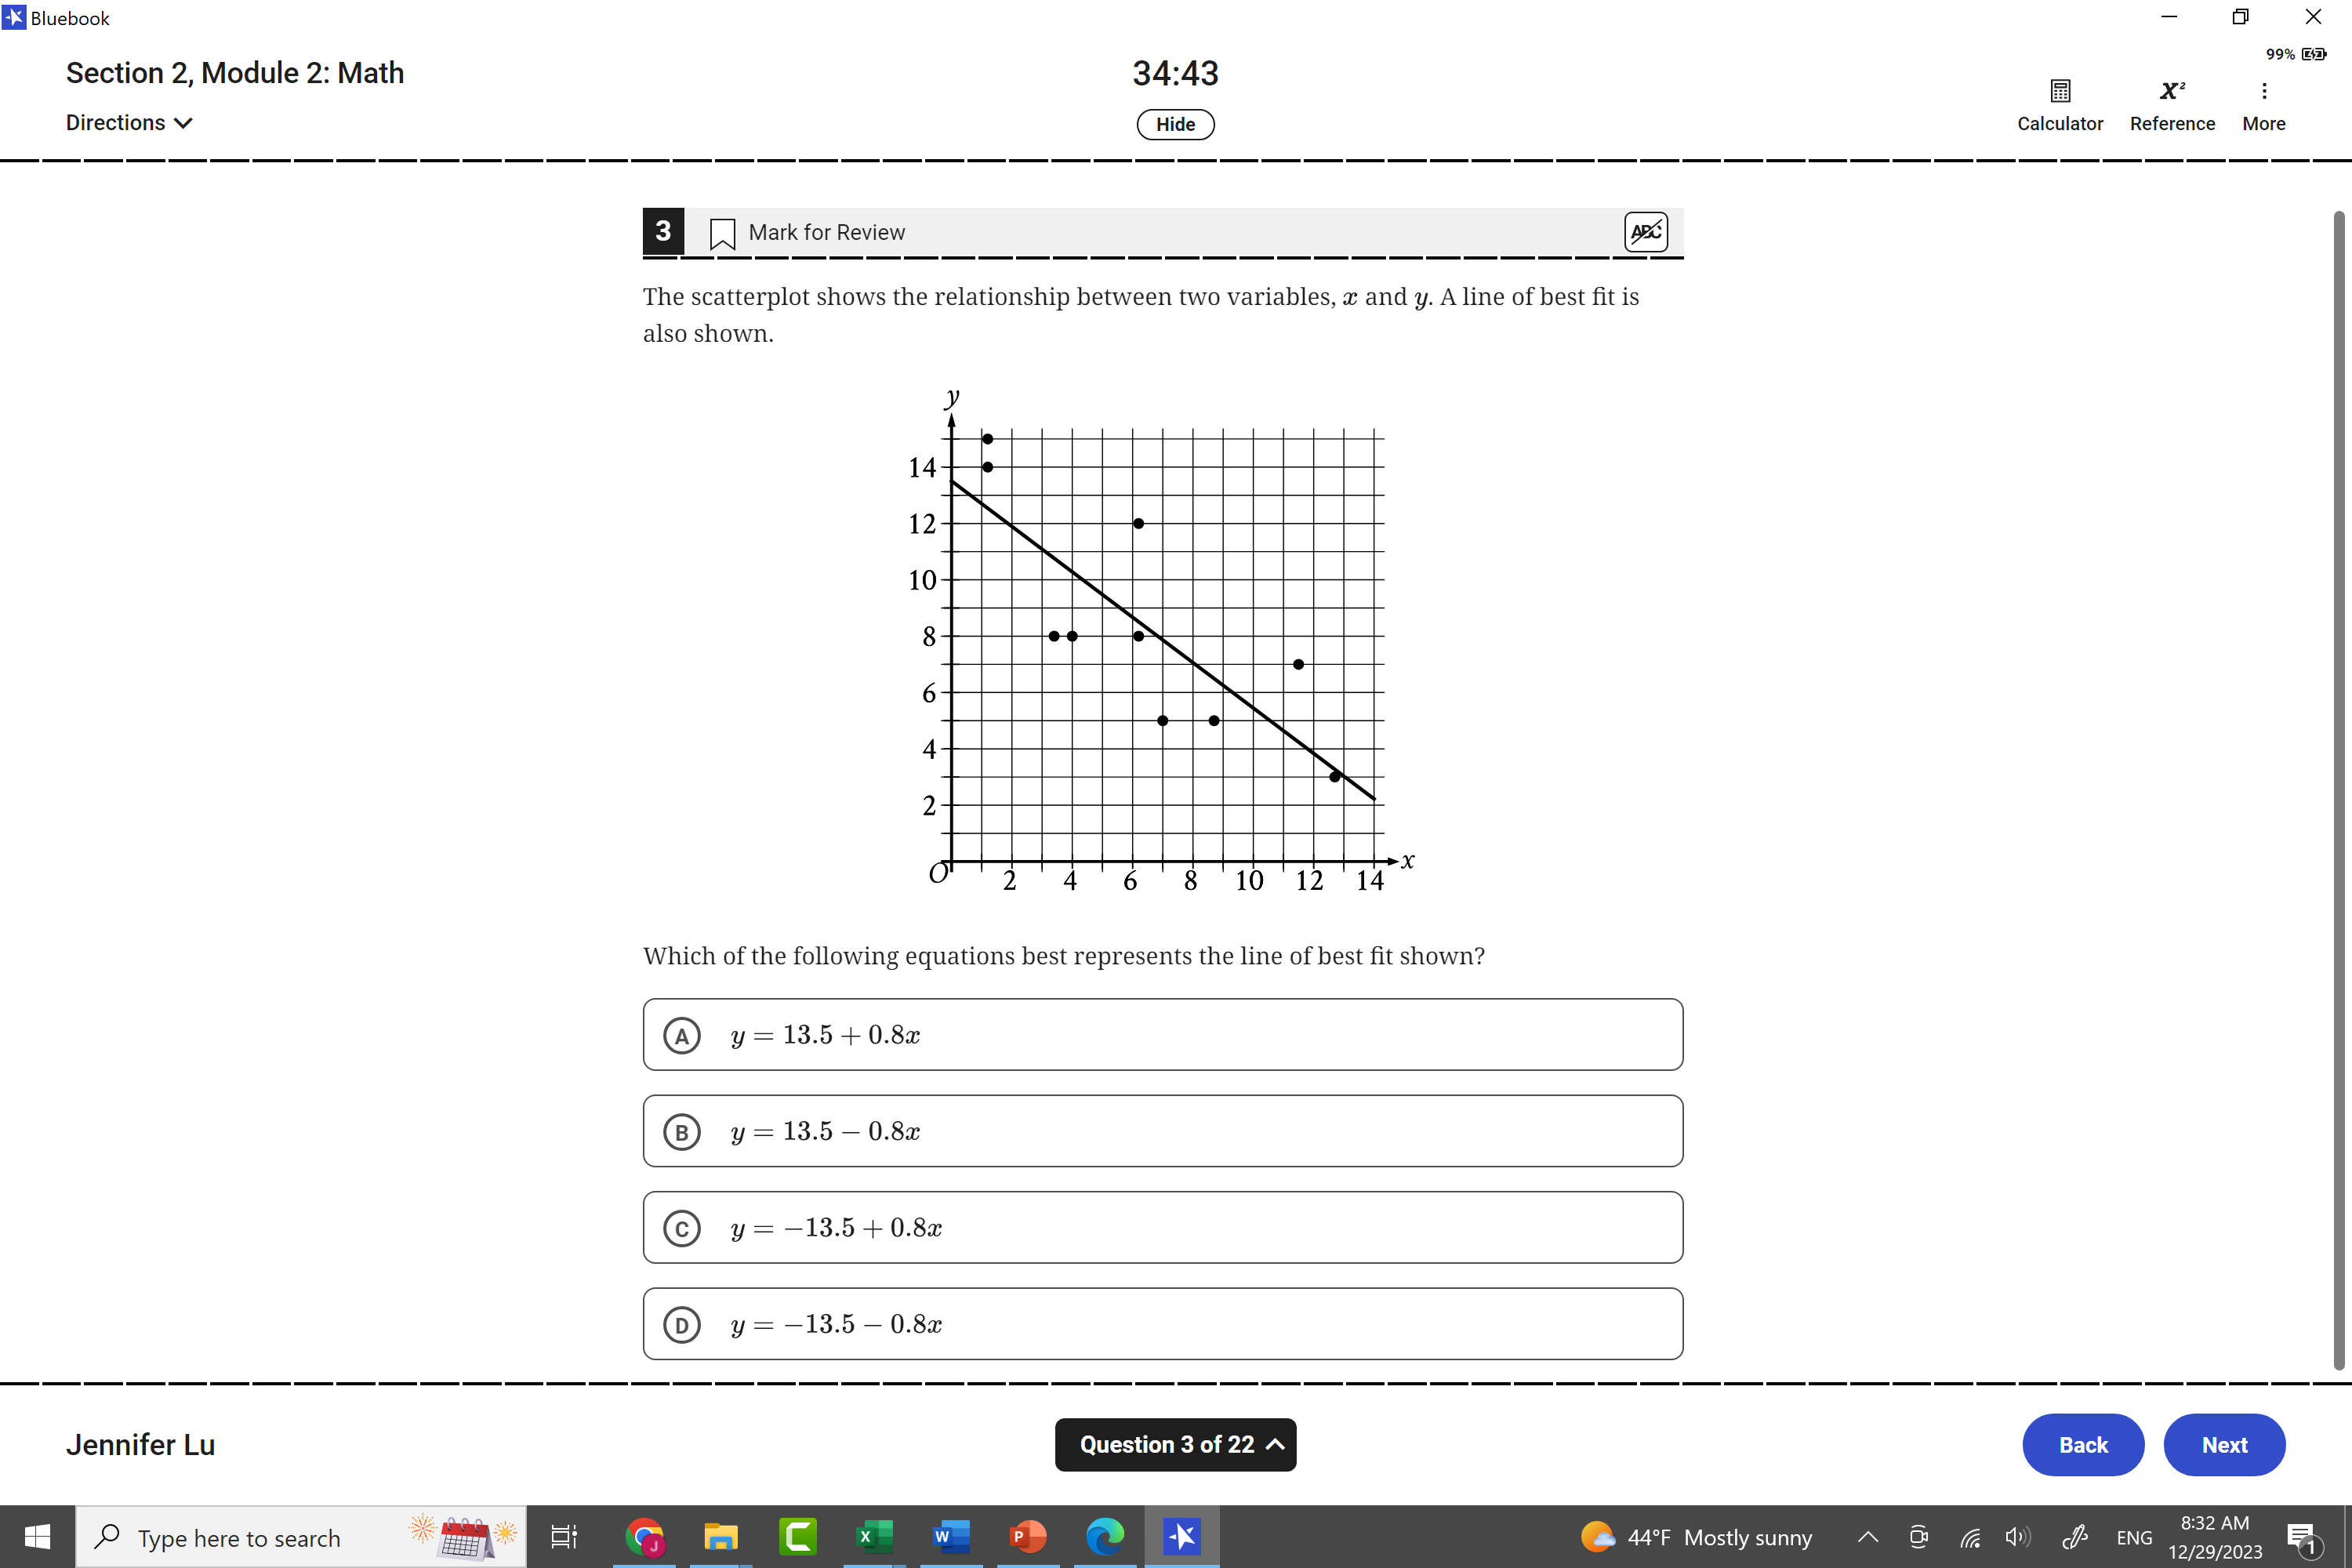 Bluebook
99%
Section 2, Module 2: Math
34:43
Directions
Hide
Calculator
Reference
More
3
Mark for Review
ABC
The scatterplot shows the relationship between two variables, x and y. A line of best fit is
also shown.
y
14
12
10
8
6
4
2
O
2 4 6 8 10 12 14
x
Which of the following equations best represents the line of best fit shown?
A y = 13.5 + 0.8x
B y = 13.5 − 0.8x
C y = −13.5 + 0.8x
D y = −13.5 − 0.8x
Jennifer Lu
Question 3 of 22
Back
Next
Type here to search
44°F Mostly sunny
ENG
8:32 AM
12/29/2023
1